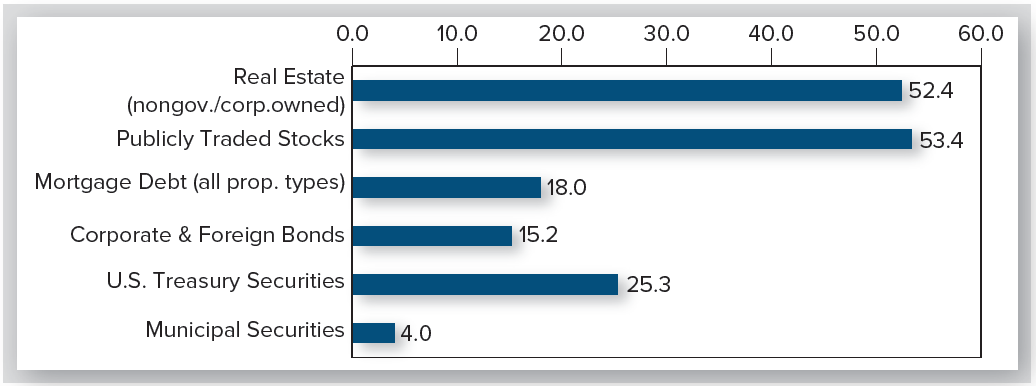 0.0 10.0 20.0 30.0 40.0 50.0 60.0
Real Estate
(nongov./corp.owned)
52.4
Publicly Traded Stocks 53.4
Mortgage Debt (all prop. types) 18.0
Corporate & Foreign Bonds 15.2
U.S. Treasury Securities 25.3
Municipal Securities 4.0